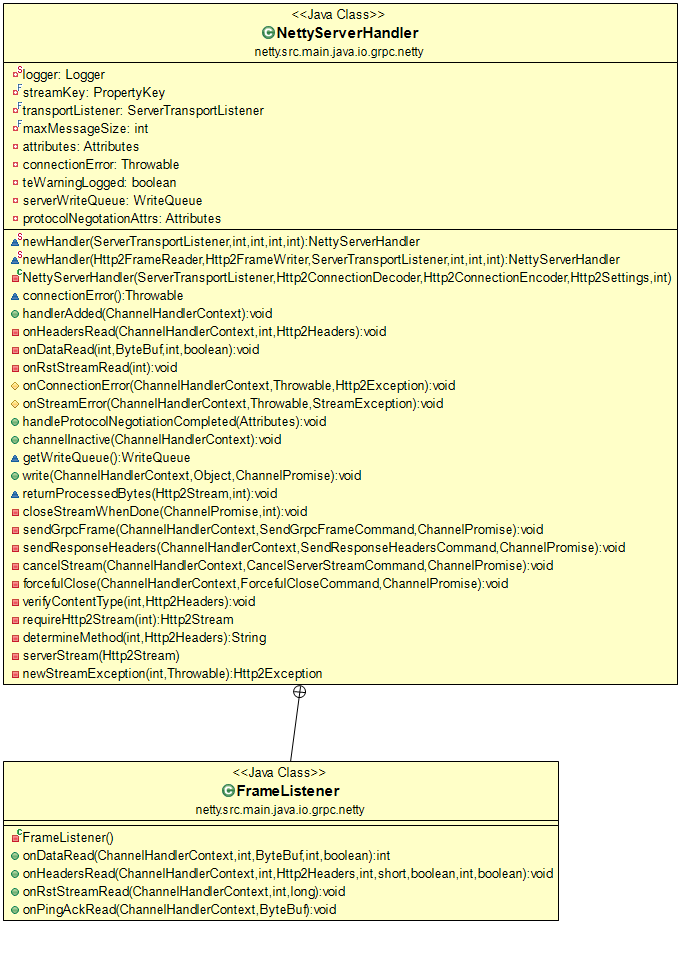 <<Java Class>>
NettyServerHandler
netty.src.main.java.io.grpc.netty
logger: Logger
streamKey: PropertyKey
transportListener: ServerTransportListener
maxMessageSize: int
attributes: Attributes
connectionError: Throwable
teWarningLogged: boolean
serverWriteQueue: WriteQueue
protocolNegotationAttrs: Attributes
newHandler(ServerTransportListener,int,int,int,int):NettyServerHandler
newHandler(Http2FrameReader,Http2FrameWriter,ServerTransportListener,int,int,int):NettyServerHandler
NettyServerHandler(ServerTransportListener,Http2ConnectionDecoder,Http2ConnectionEncoder,Http2Settings,int)
connectionError():Throwable
handlerAdded(ChannelHandlerContext):void
onHeadersRead(ChannelHandlerContext,int,Http2Headers):void
onDataRead(int,ByteBuf,int,boolean):void
onRstStreamRead(int):void
onConnectionError(ChannelHandlerContext,Throwable,Http2Exception):void
onStreamError(ChannelHandlerContext,Throwable,StreamException):void
handleProtocolNegotiationCompleted(Attributes):void
channelInactive(ChannelHandlerContext):void
getWriteQueue():WriteQueue
write(ChannelHandlerContext,Object,ChannelPromise):void
returnProcessedBytes(Http2Stream,int):void
closeStreamWhenDone(ChannelPromise,int):void
sendGrpcFrame(ChannelHandlerContext,SendGrpcFrameCommand,ChannelPromise):void
sendResponseHeaders(ChannelHandlerContext,SendResponseHeadersCommand,ChannelPromise):void
cancelStream(ChannelHandlerContext,CancelServerStreamCommand,ChannelPromise):void
forcefulClose(ChannelHandlerContext,ForcefulCloseCommand,ChannelPromise):void
verifyContentType(int,Http2Headers):void
requireHttp2Stream(int):Http2Stream
determineMethod(int,Http2Headers):String
serverStream(Http2Stream)
newStreamException(int,Throwable):Http2Exception
<<Java Class>>
FrameListener
netty.src.main.java.io.grpc.netty
FrameListener()
onDataRead(ChannelHandlerContext,int,ByteBuf,int,boolean):int
onHeadersRead(ChannelHandlerContext,int,Http2Headers,int,short,boolean,int,boolean):void
onRstStreamRead(ChannelHandlerContext,int,long):void
onPingAckRead(ChannelHandlerContext,ByteBuf):void